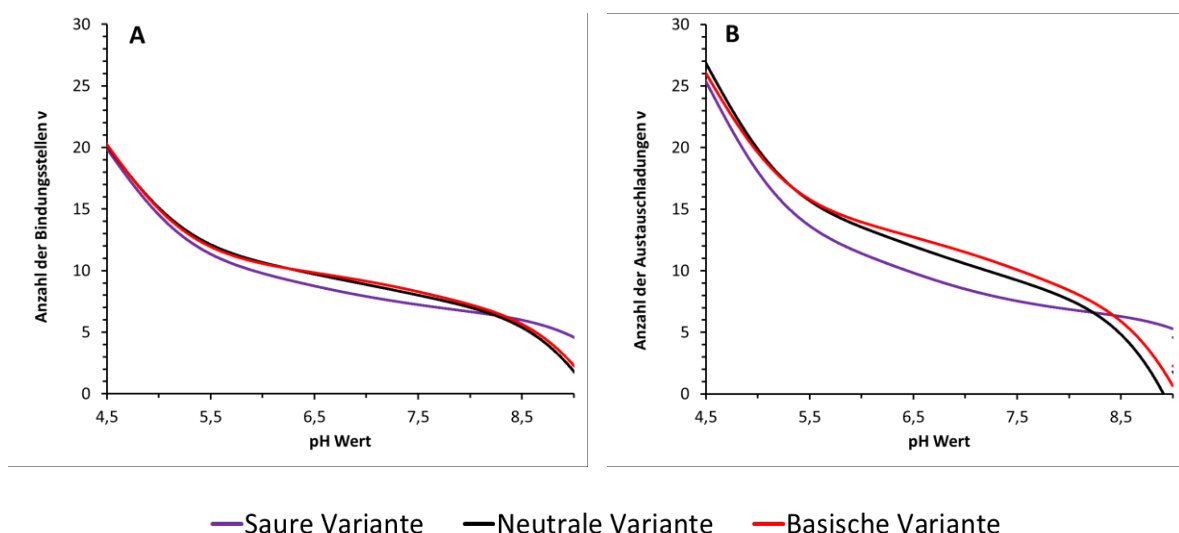 A
Anzahl der Bindungsstellen v
30
25
20
15
10
5
0
4,5 5,5 6,5 7,5 8,5
pH Wert
B
Anzahl der Austauschladungen v
30
25
20
15
10
5
0
4,5 5,5 6,5 7,5 8,5
pH Wert
Saure Variante Neutrale Variante Basische Variante